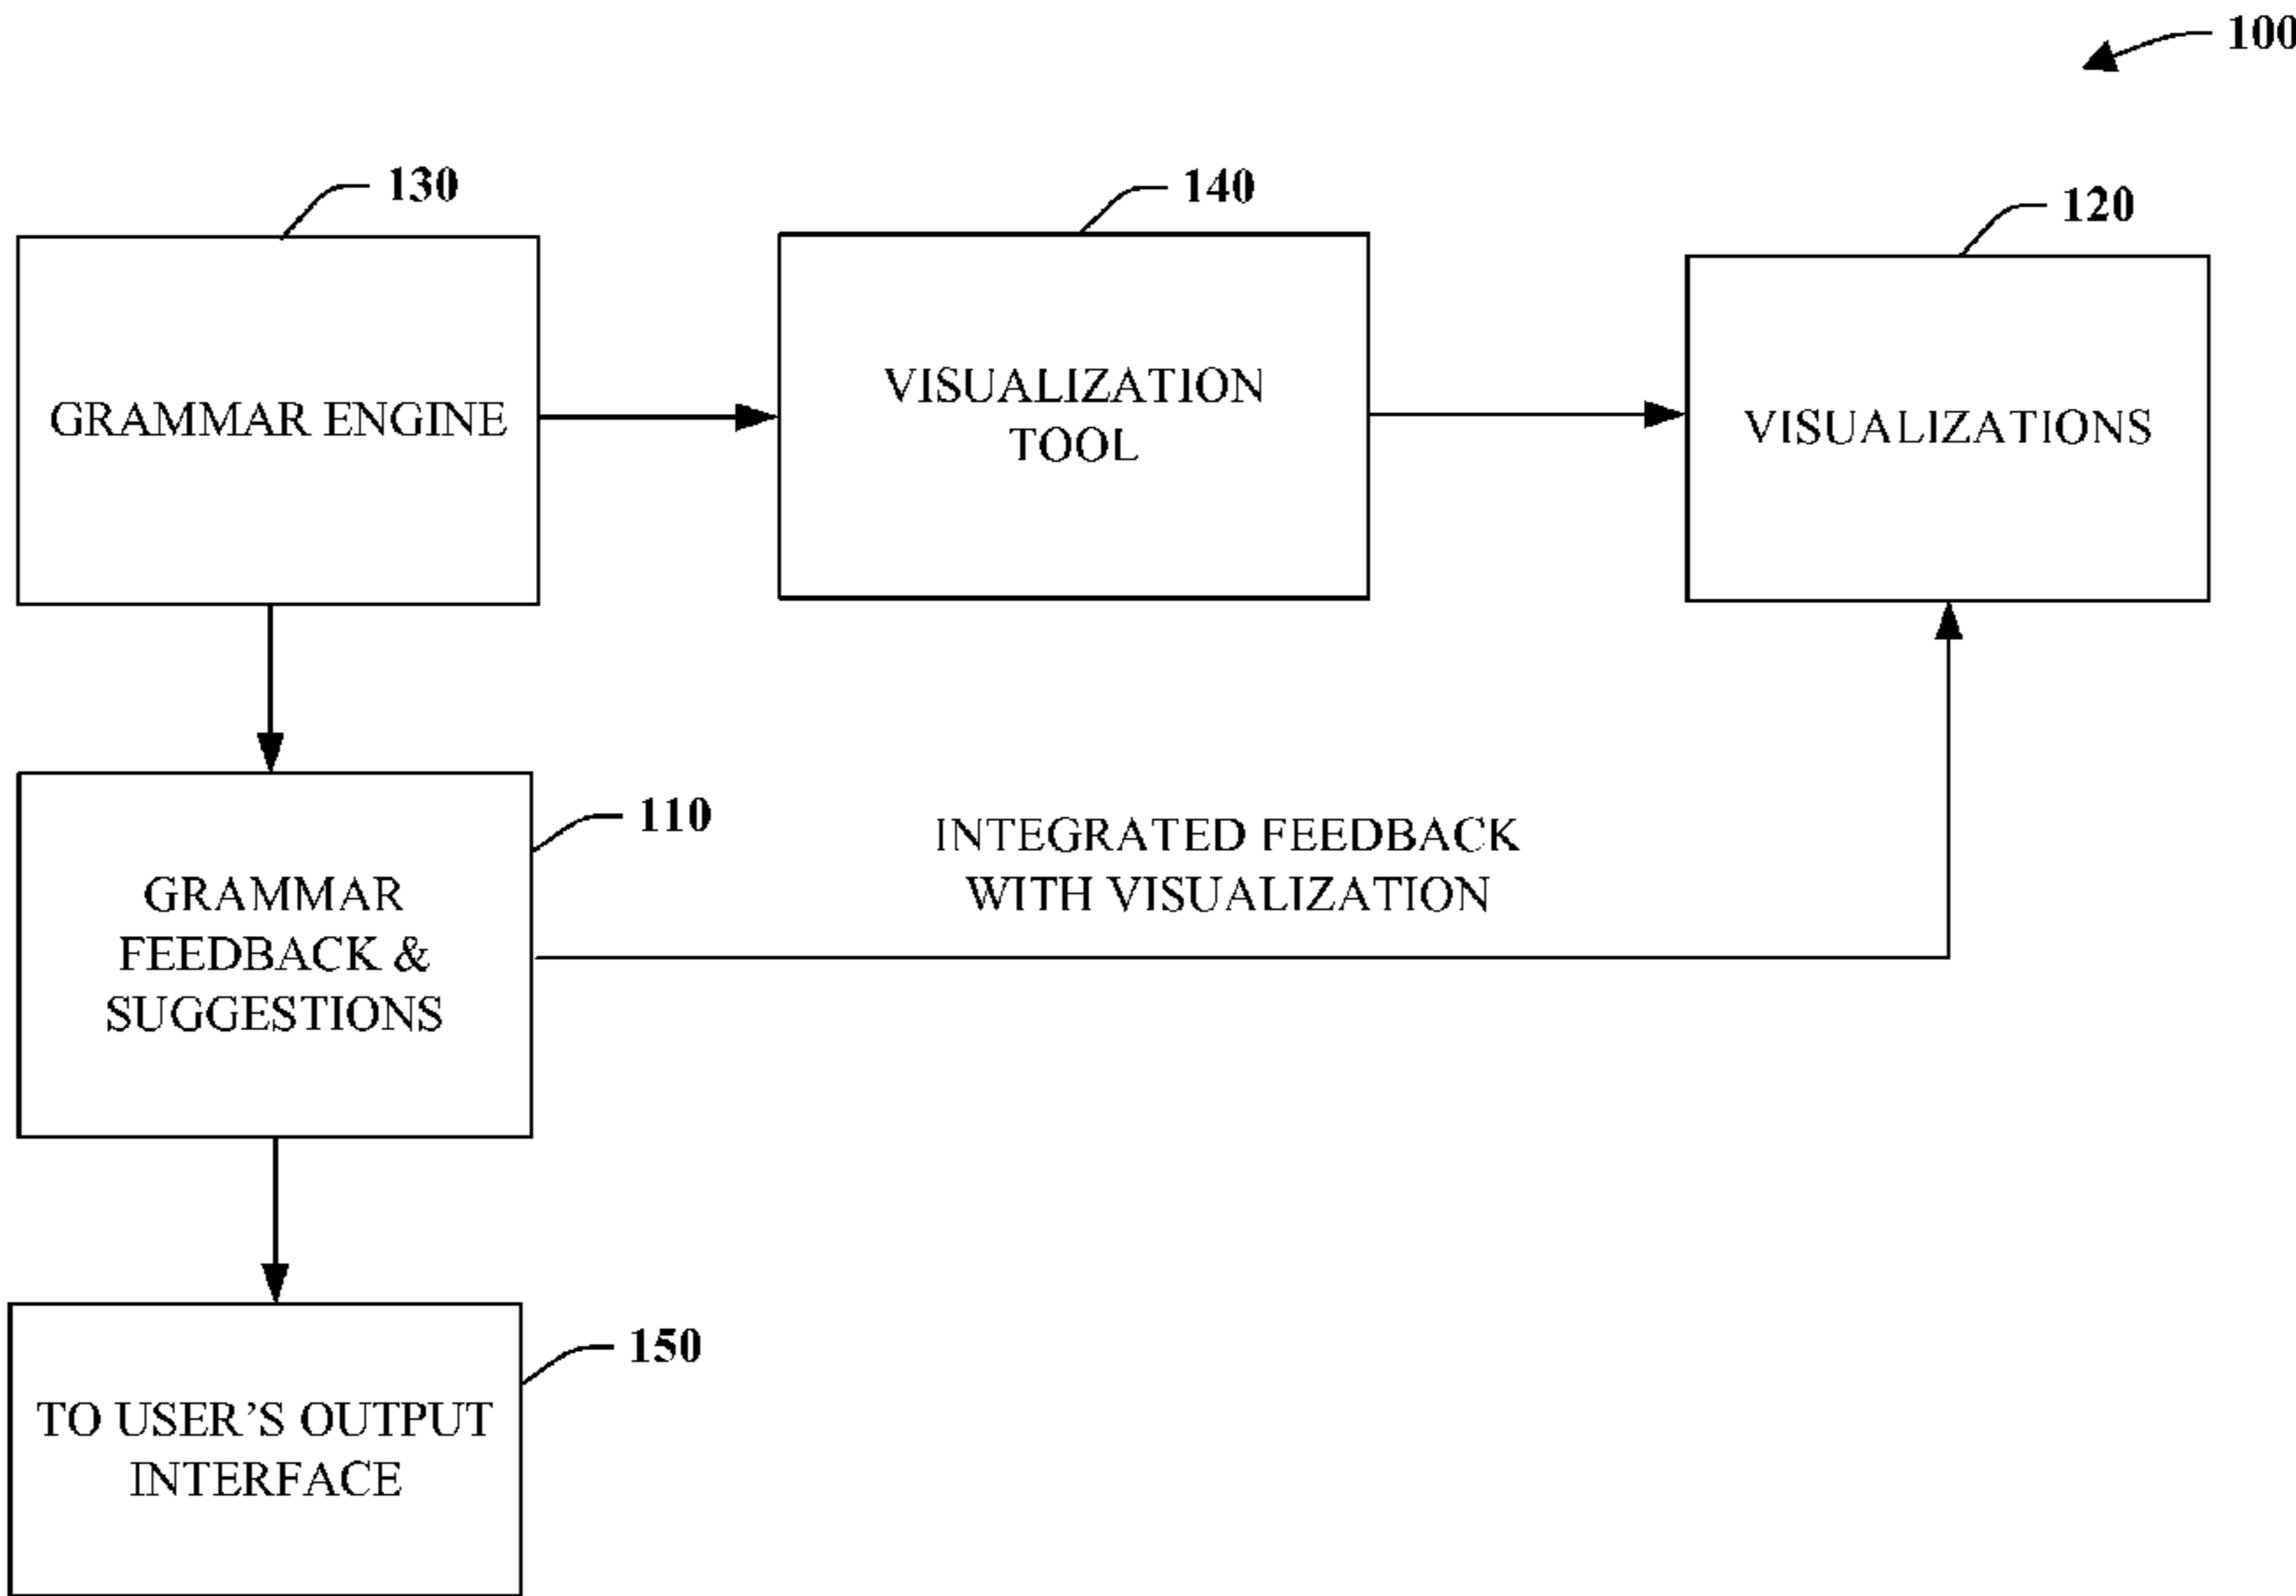 100
130
140
120
GRAMMAR ENGINE
VISUALIZATION
TOOL
VISUALIZATIONS
110
GRAMMAR
FEEDBACK &
SUGGESTIONS
INTEGRATED FEEDBACK
WITH VISUALIZATION
150
TO USER’S OUTPUT
INTERFACE